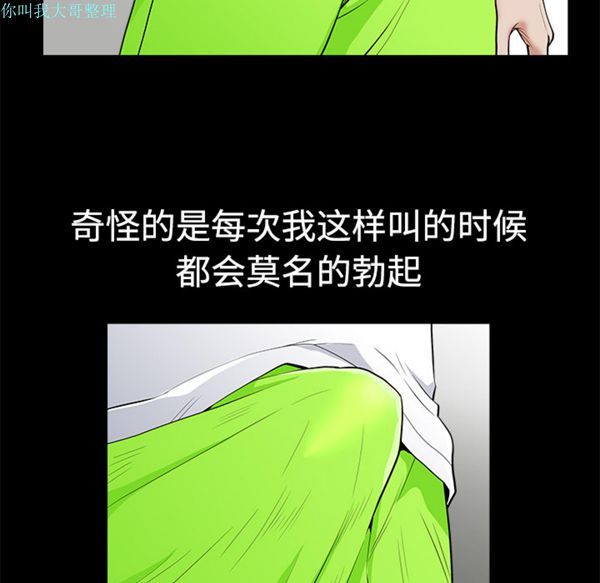 你叫我大哥整理
奇怪的是每次我这样叫的时候
都会莫名的勃起